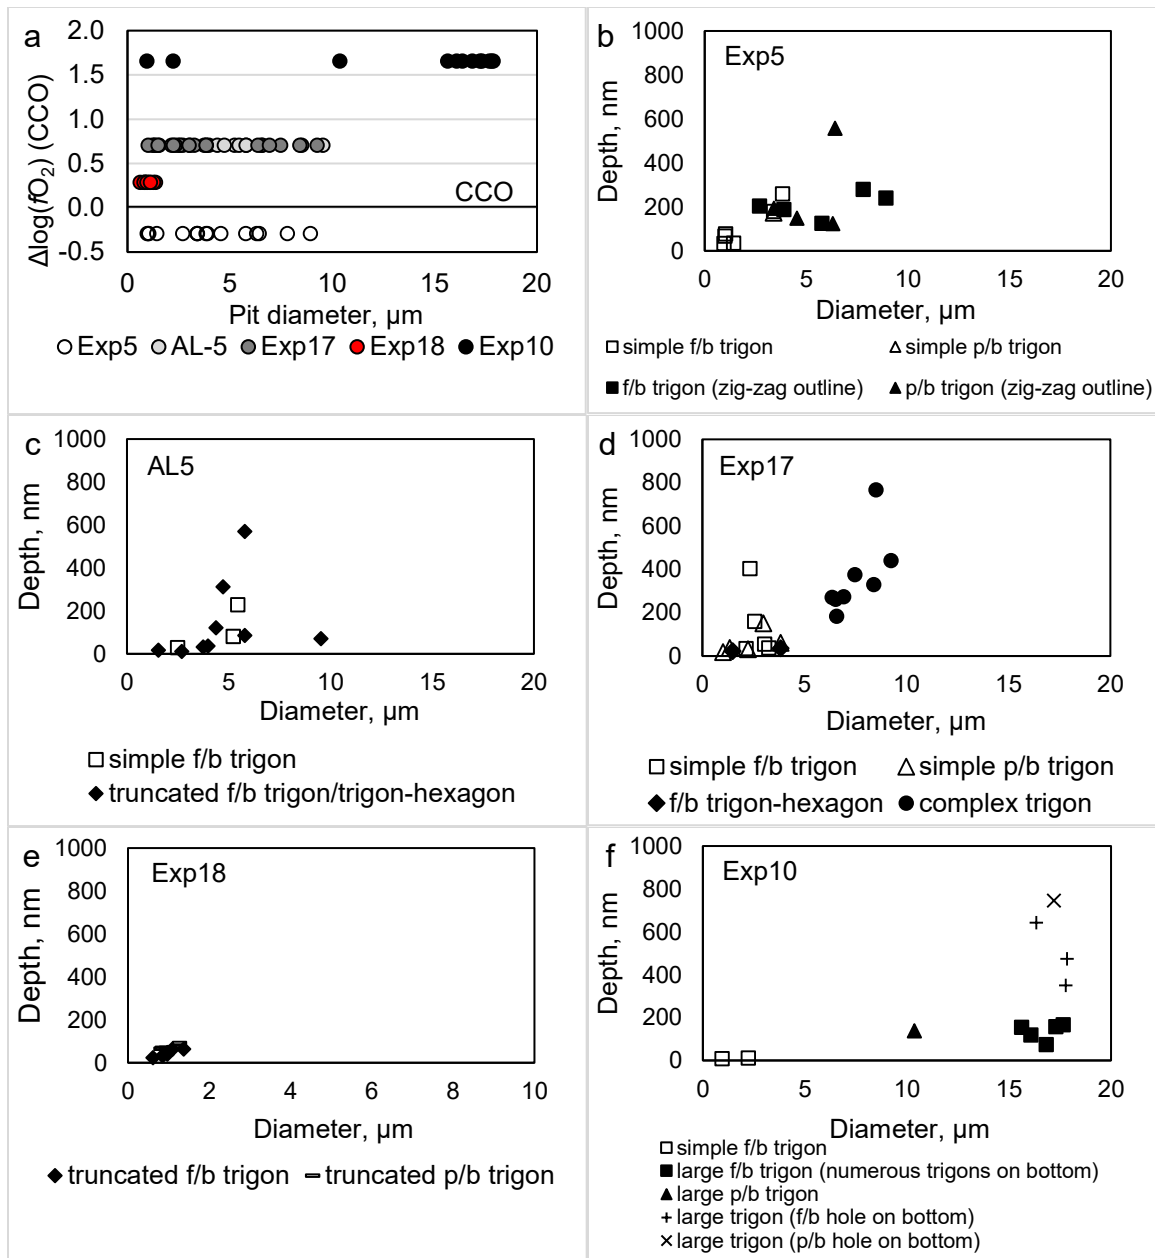 a
2.0
1.5
1.0
0.5
0.0
-0.5
Δlog(fO2) (CCO)
CCO
0 5 10 15 20
Pit diameter, µm
Exp5 AL-5 Exp17 Exp18 Exp10
b
Exp5
1000
800
600
400
200
0
Depth, nm
0 5 10 15 20
Diameter, µm
simple f/b trigon simple p/b trigon
f/b trigon (zig-zag outline) p/b trigon (zig-zag outline)
c
AL5
1000
800
600
400
200
0
Depth, nm
0 5 10 15 20
Diameter, µm
simple f/b trigon
truncated f/b trigon/trigon-hexagon
d
Exp17
1000
800
600
400
200
0
Depth, nm
0 5 10 15 20
Diameter, µm
simple f/b trigon simple p/b trigon
f/b trigon-hexagon complex trigon
e
Exp18
1000
800
600
400
200
0
Depth, nm
0 2 4 6 8 10
Diameter, µm
truncated f/b trigon truncated p/b trigon
f
Exp10
1000
800
600
400
200
0
Depth, nm
0 5 10 15 20
Diameter, µm
simple f/b trigon
large f/b trigon (numerous trigons on bottom)
large p/b trigon
large trigon (f/b hole on bottom)
large trigon (p/b hole on bottom)